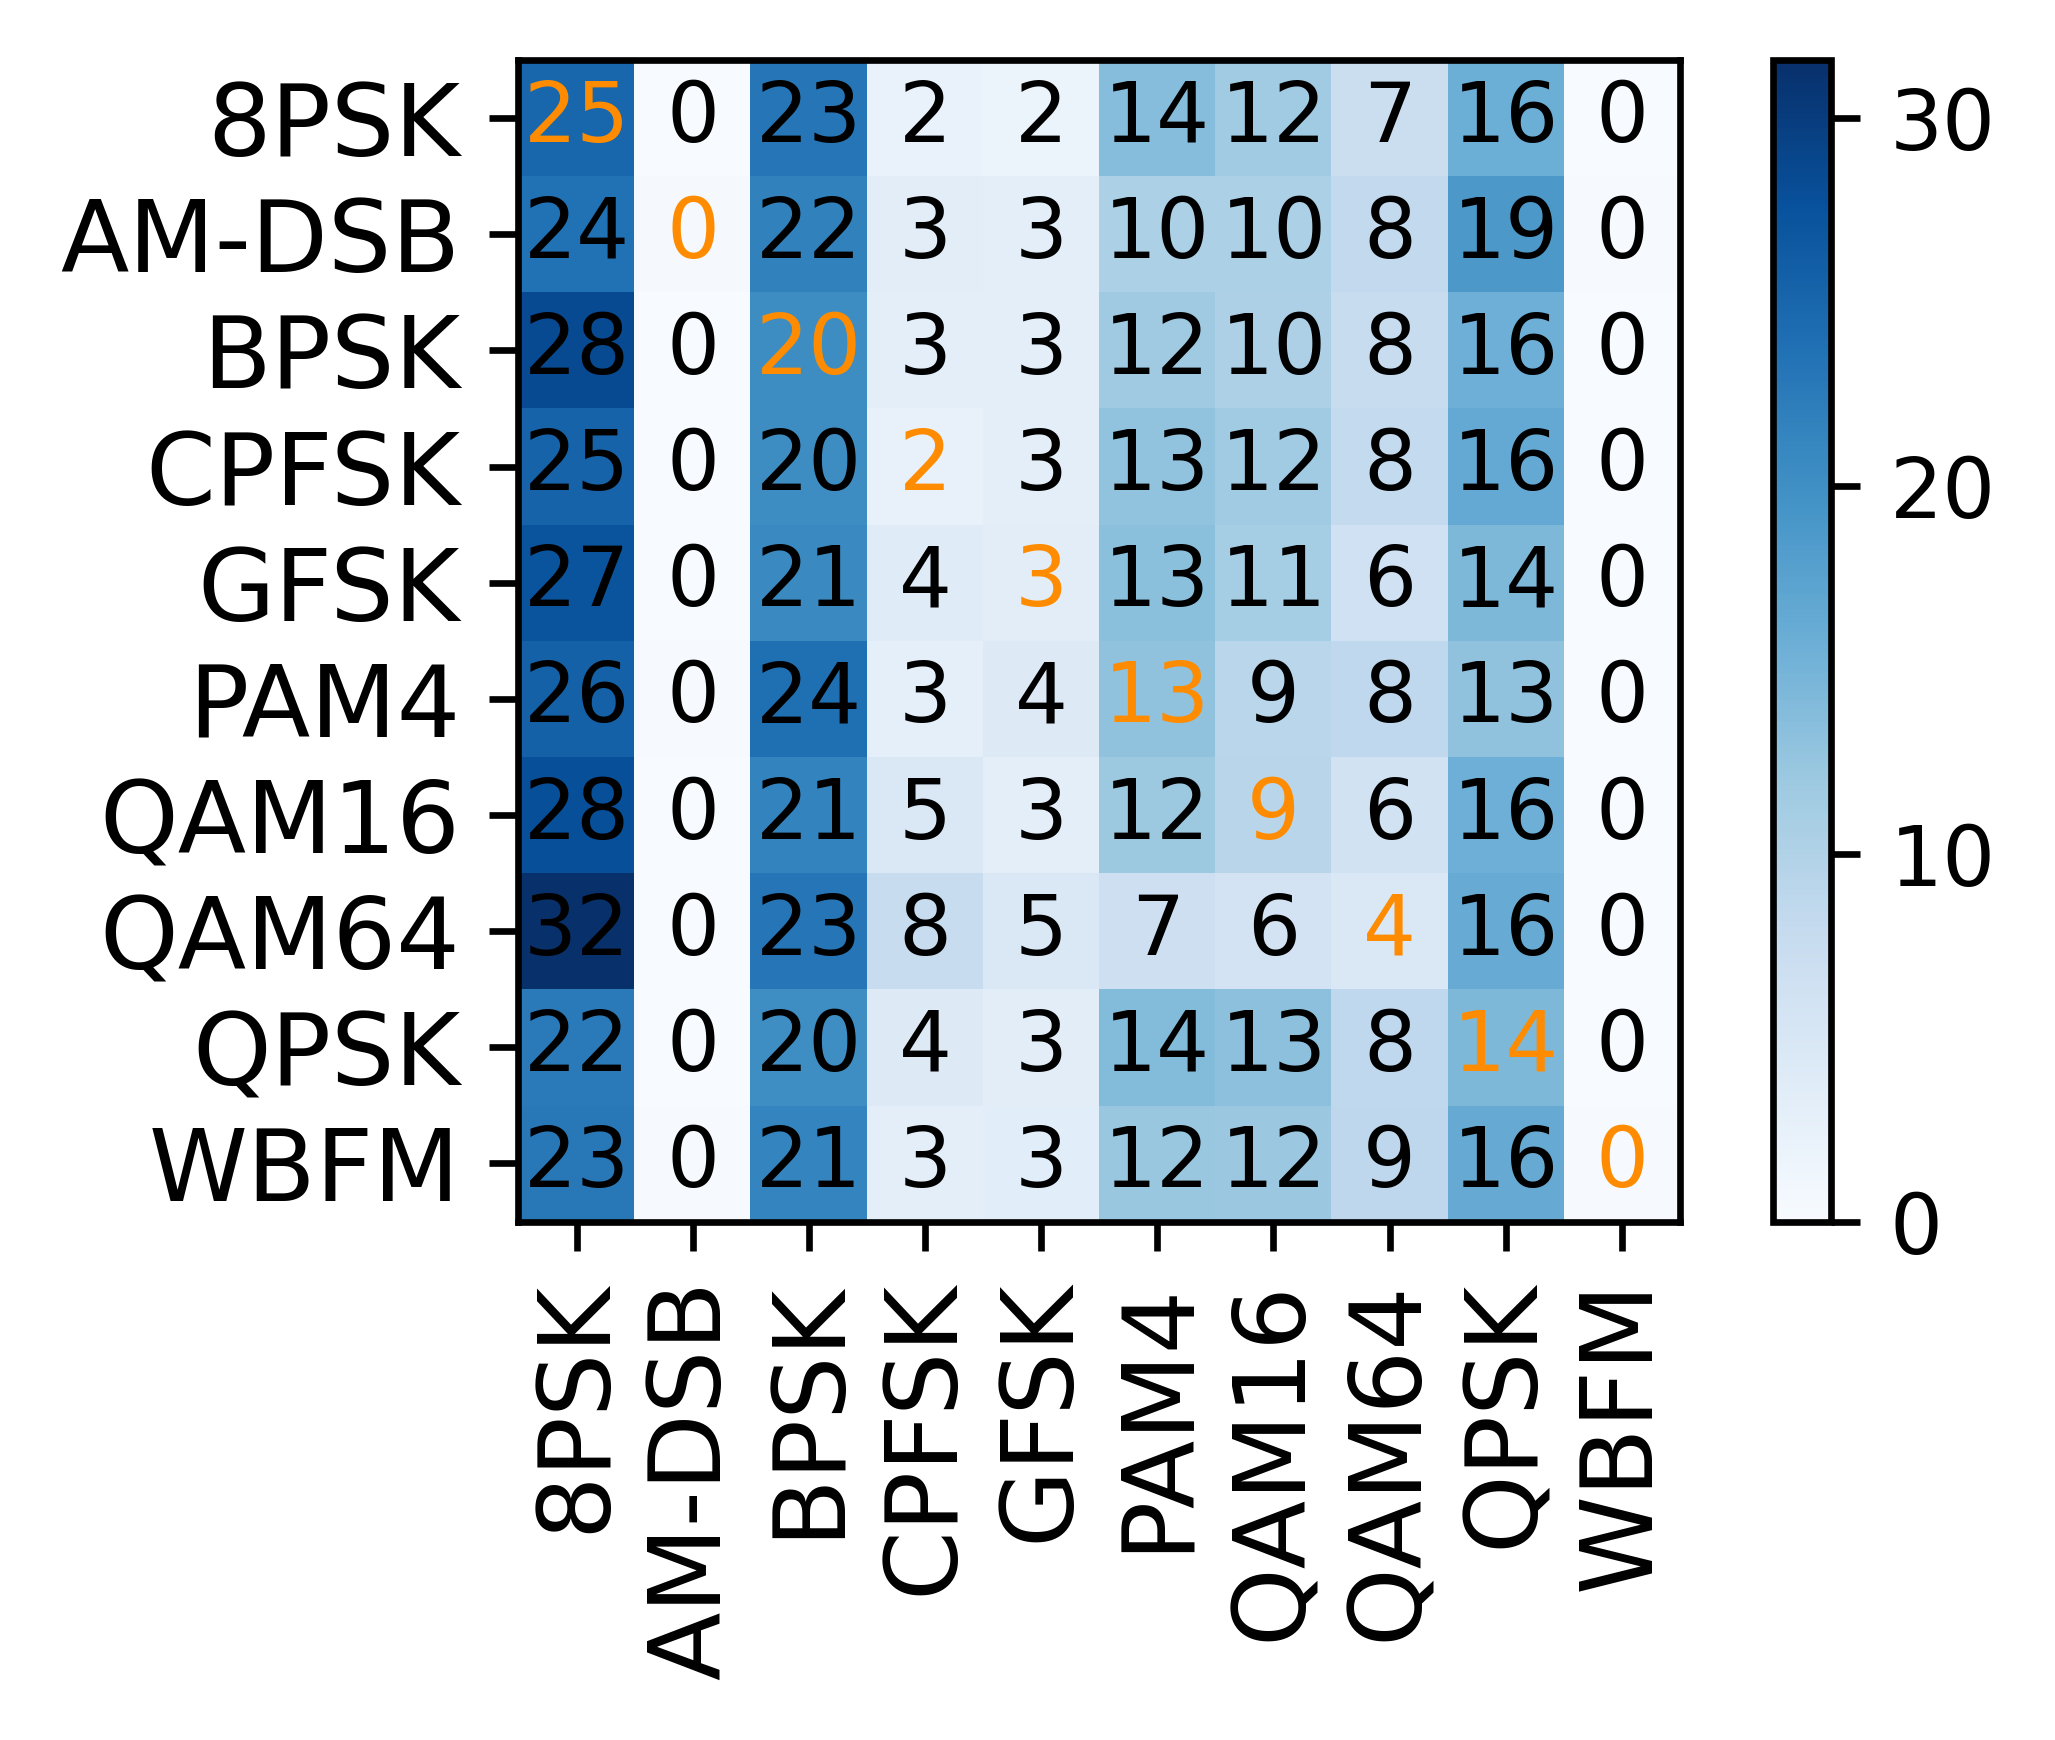 8PSK 25 0 23 2 2 14 12 7 16 0
AM-DSB 24 0 22 3 3 10 10 8 19 0
BPSK 28 0 20 3 3 12 10 8 16 0
CPFSK 25 0 20 2 3 13 12 8 16 0
GFSK 27 0 21 4 3 13 11 6 14 0
PAM4 26 0 24 3 4 13 9 8 13 0
QAM16 28 0 21 5 3 12 9 6 16 0
QAM64 32 0 23 8 5 7 6 4 16 0
QPSK 22 0 20 4 3 14 13 8 14 0
WBFM 23 0 21 3 3 12 12 9 16 0
8PSK AM-DSB BPSK CPFSK GFSK PAM4 QAM16 QAM64 QPSK WBFM
30
20
10
0